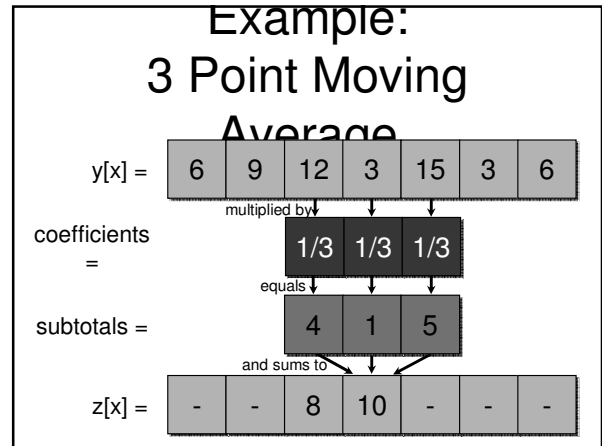 Example:
3 Point Moving
Average
y[x] = 6 9 12 3 15 3 6
multiplied by
coefficients
= 1/3 1/3 1/3
equals
subtotals = 4 1 5
and sums to
z[x] = - - 8 10 - - -